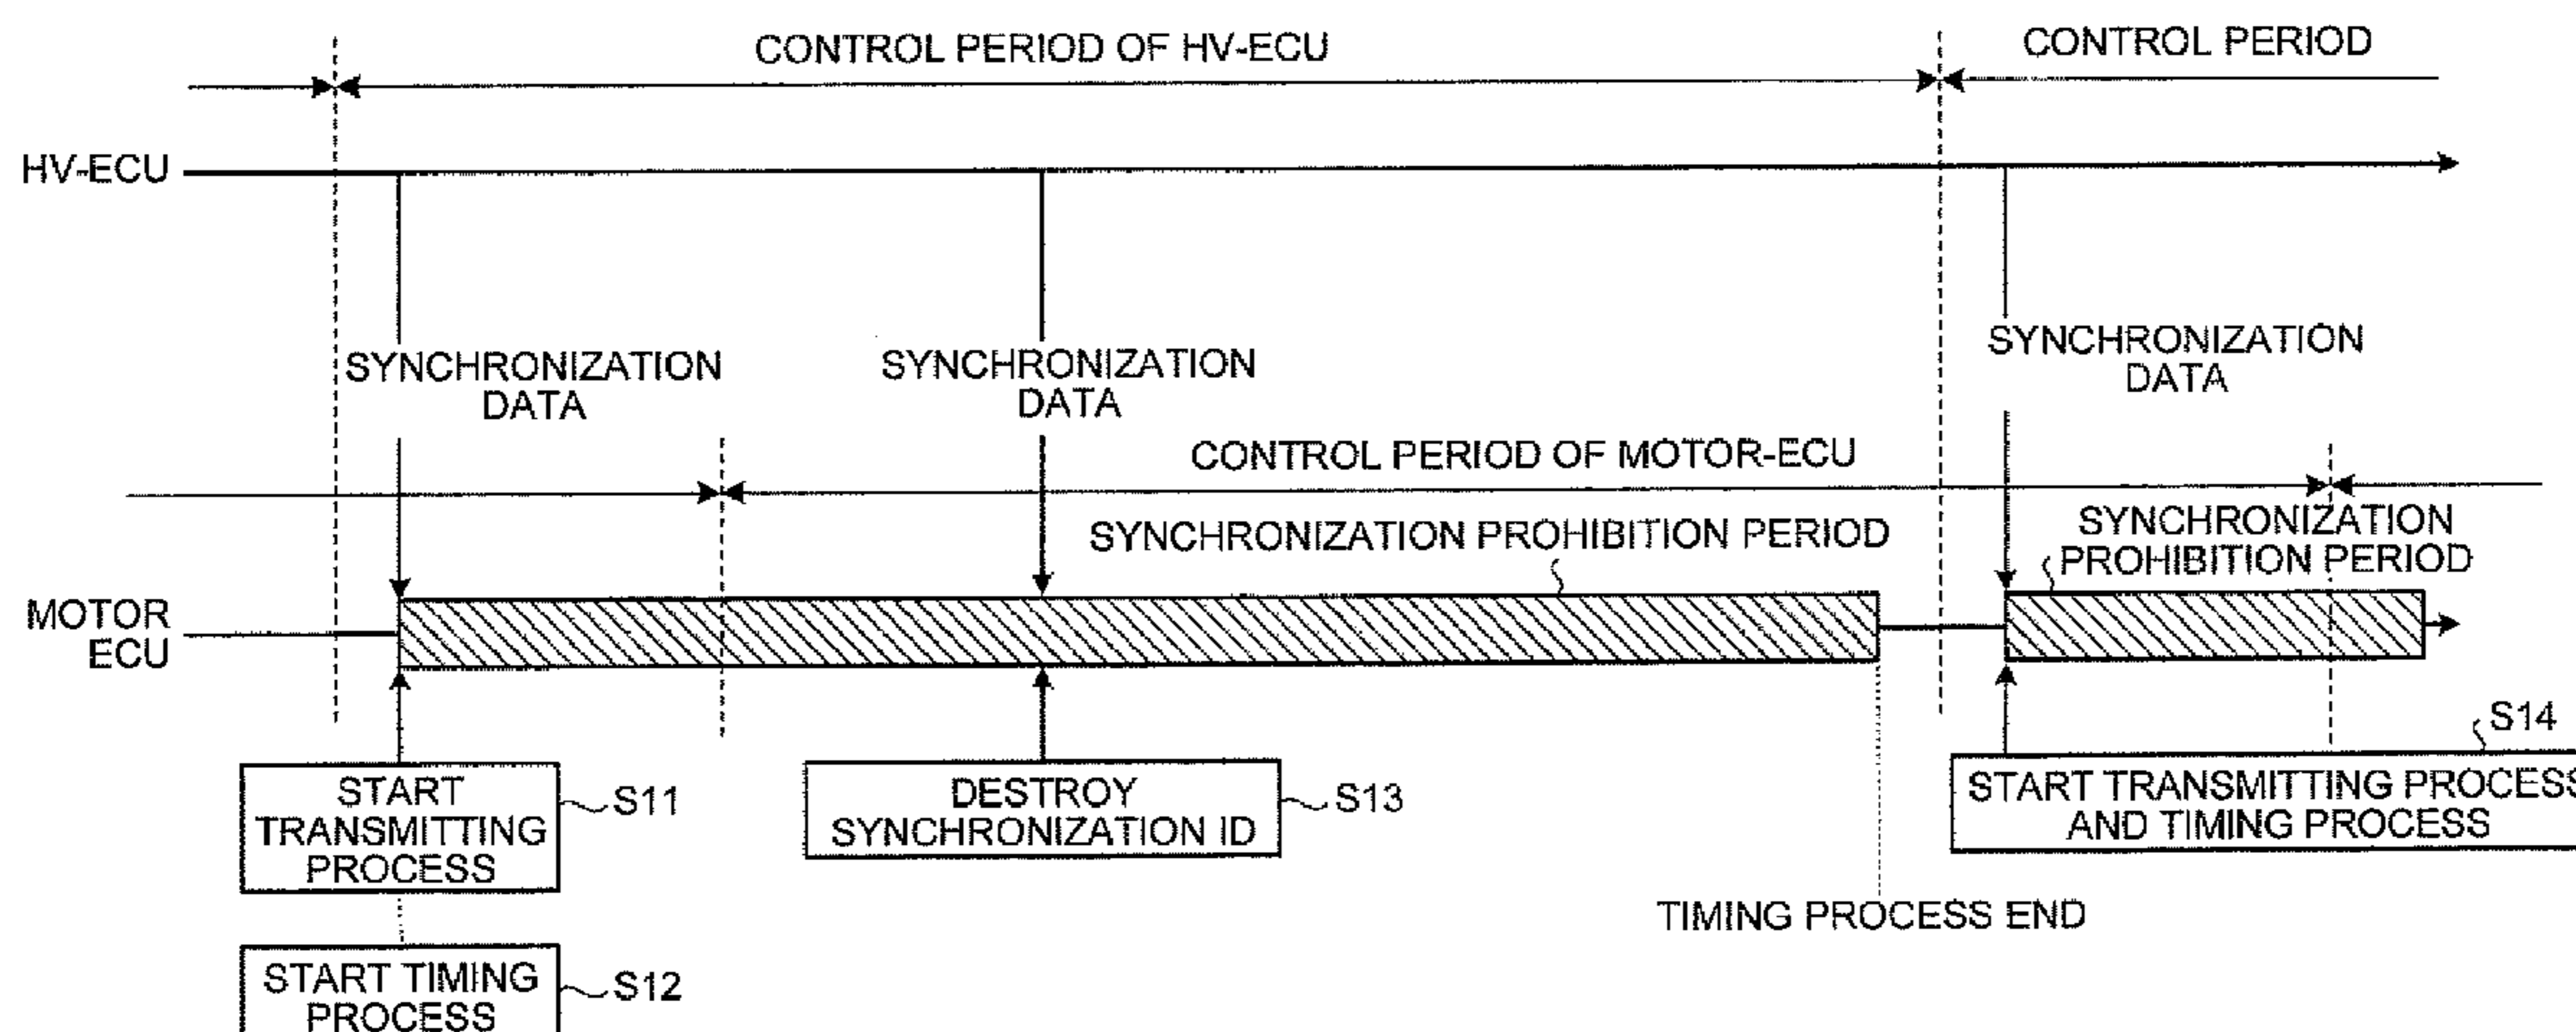 CONTROL PERIOD OF HV-ECU
CONTROL PERIOD
HV-ECU
SYNCHRONIZATION
DATA
SYNCHRONIZATION
DATA
SYNCHRONIZATION
DATA
CONTROL PERIOD OF MOTOR-ECU
SYNCHRONIZATION PROHIBITION PERIOD
SYNCHRONIZATION
PROHIBITION PERIOD
MOTOR
ECU
START
TRANSMITTING
PROCESS
S11
DESTROY
SYNCHRONIZATION ID
S13
S14
START TRANSMITTING PROCESS
AND TIMING PROCESS
TIMING PROCESS END
START TIMING
PROCESS
S12